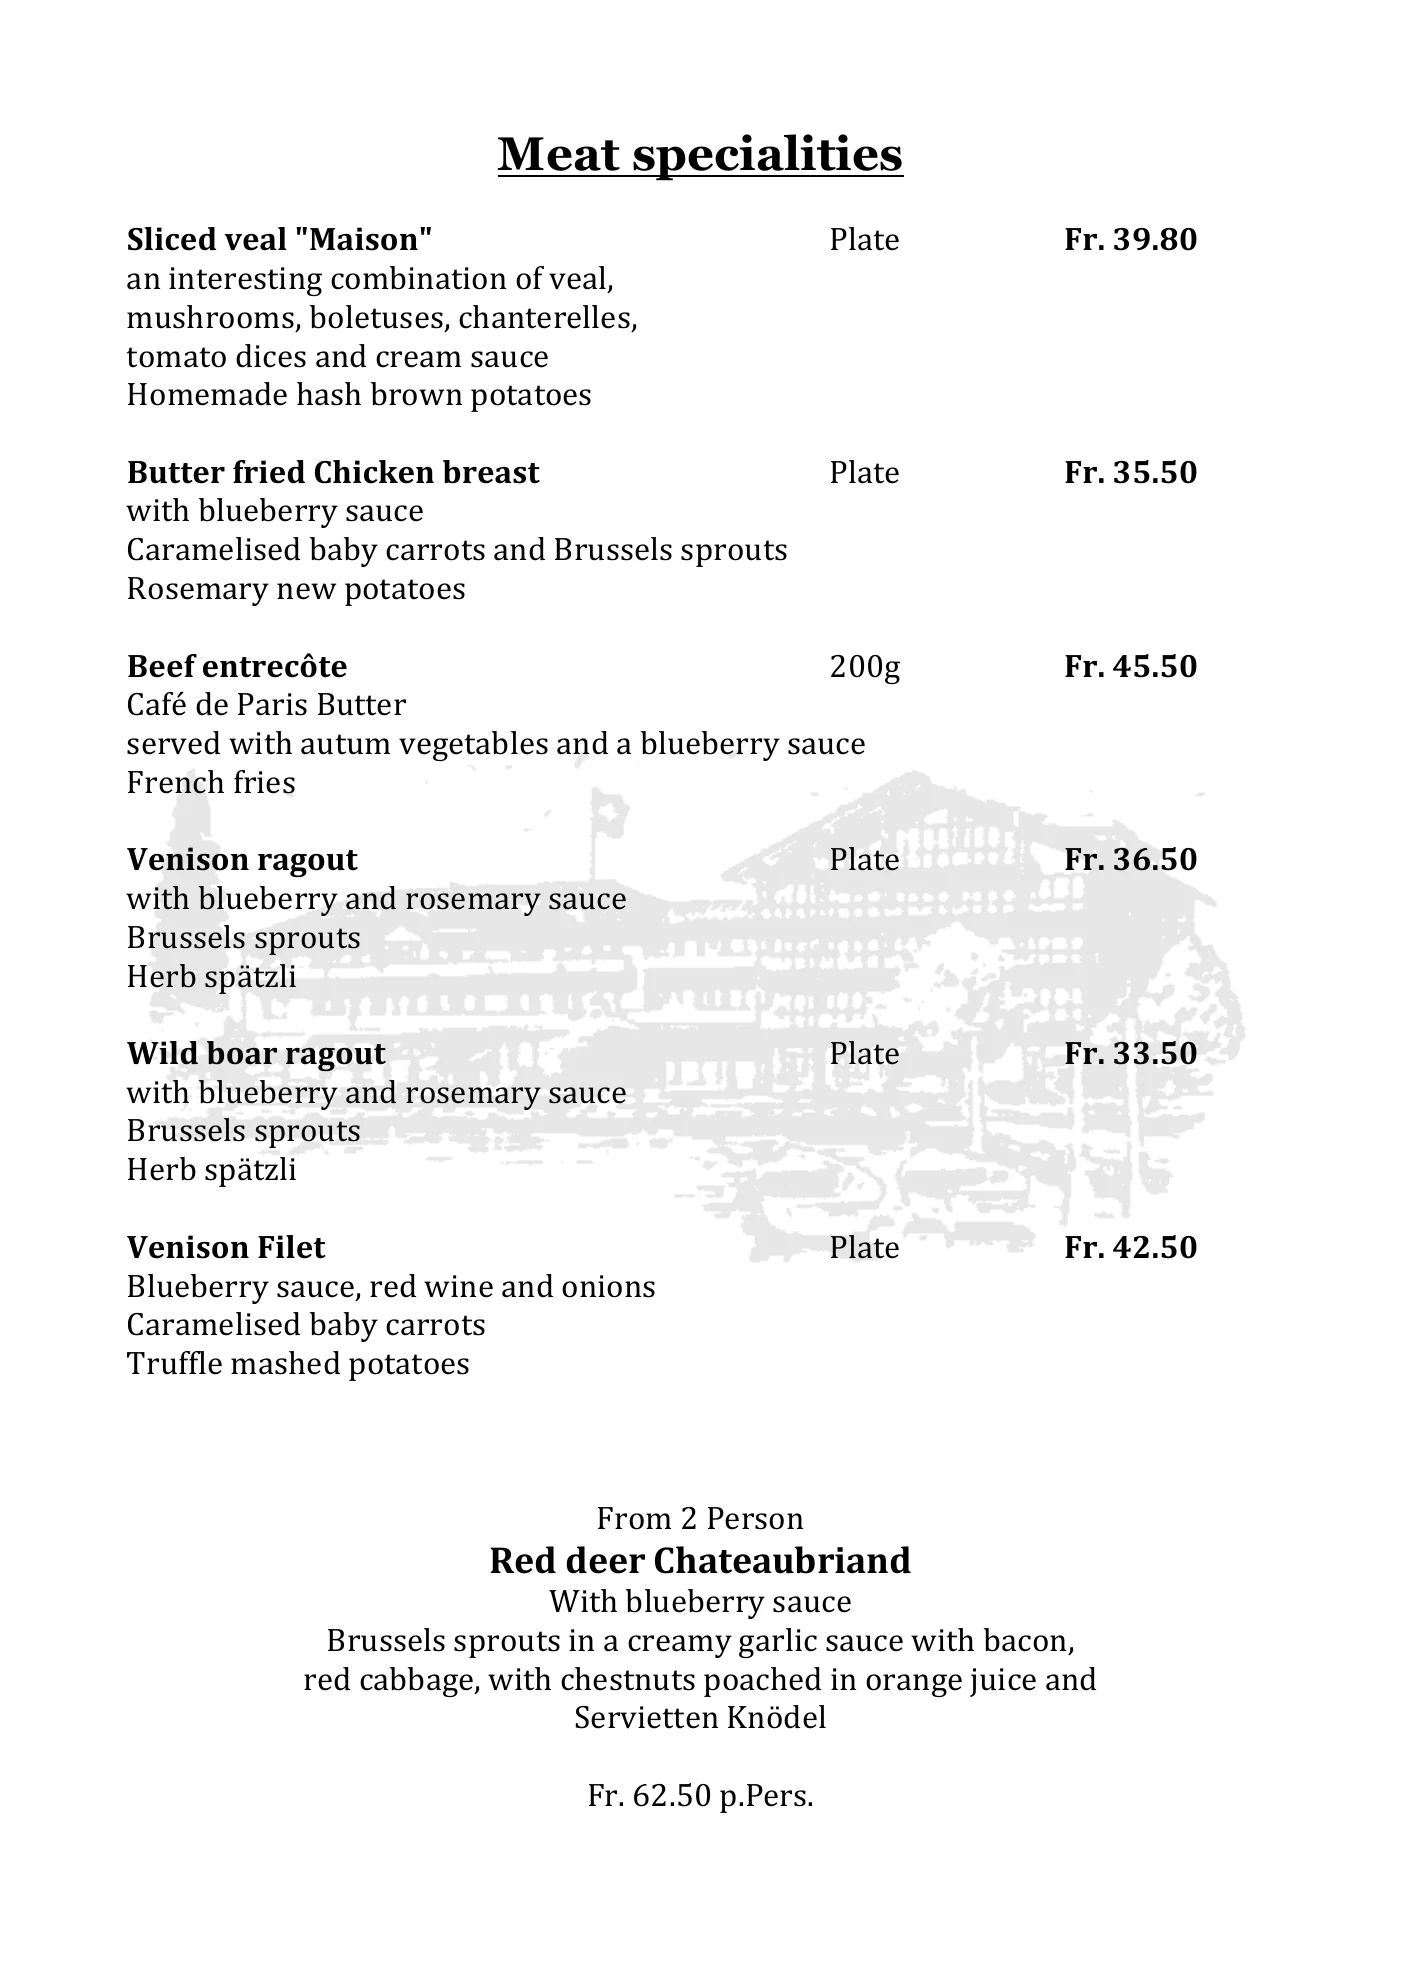 Meat specialities
Sliced veal "Maison" Plate Fr. 39.80
an interesting combination of veal,
mushrooms, boletuses, chanterelles,
tomato dices and cream sauce
Homemade hash brown potatoes
Butter fried Chicken breast Plate Fr. 35.50
with blueberry sauce
Caramelised baby carrots and Brussels sprouts
Rosemary new potatoes
Beef entrecôte 200g Fr. 45.50
Café de Paris Butter
served with autum vegetables and a blueberry sauce
French fries
Venison ragout Plate Fr. 36.50
with blueberry and rosemary sauce
Brussels sprouts
Herb spätzli
Wild boar ragout Plate Fr. 33.50
with blueberry and rosemary sauce
Brussels sprouts
Herb spätzli
Venison Filet Plate Fr. 42.50
Blueberry sauce, red wine and onions
Caramelised baby carrots
Truffle mashed potatoes
From 2 Person
Red deer Chateaubriand
With blueberry sauce
Brussels sprouts in a creamy garlic sauce with bacon,
red cabbage, with chestnuts poached in orange juice and
Servietten Knödel
Fr. 62.50 p.Pers.